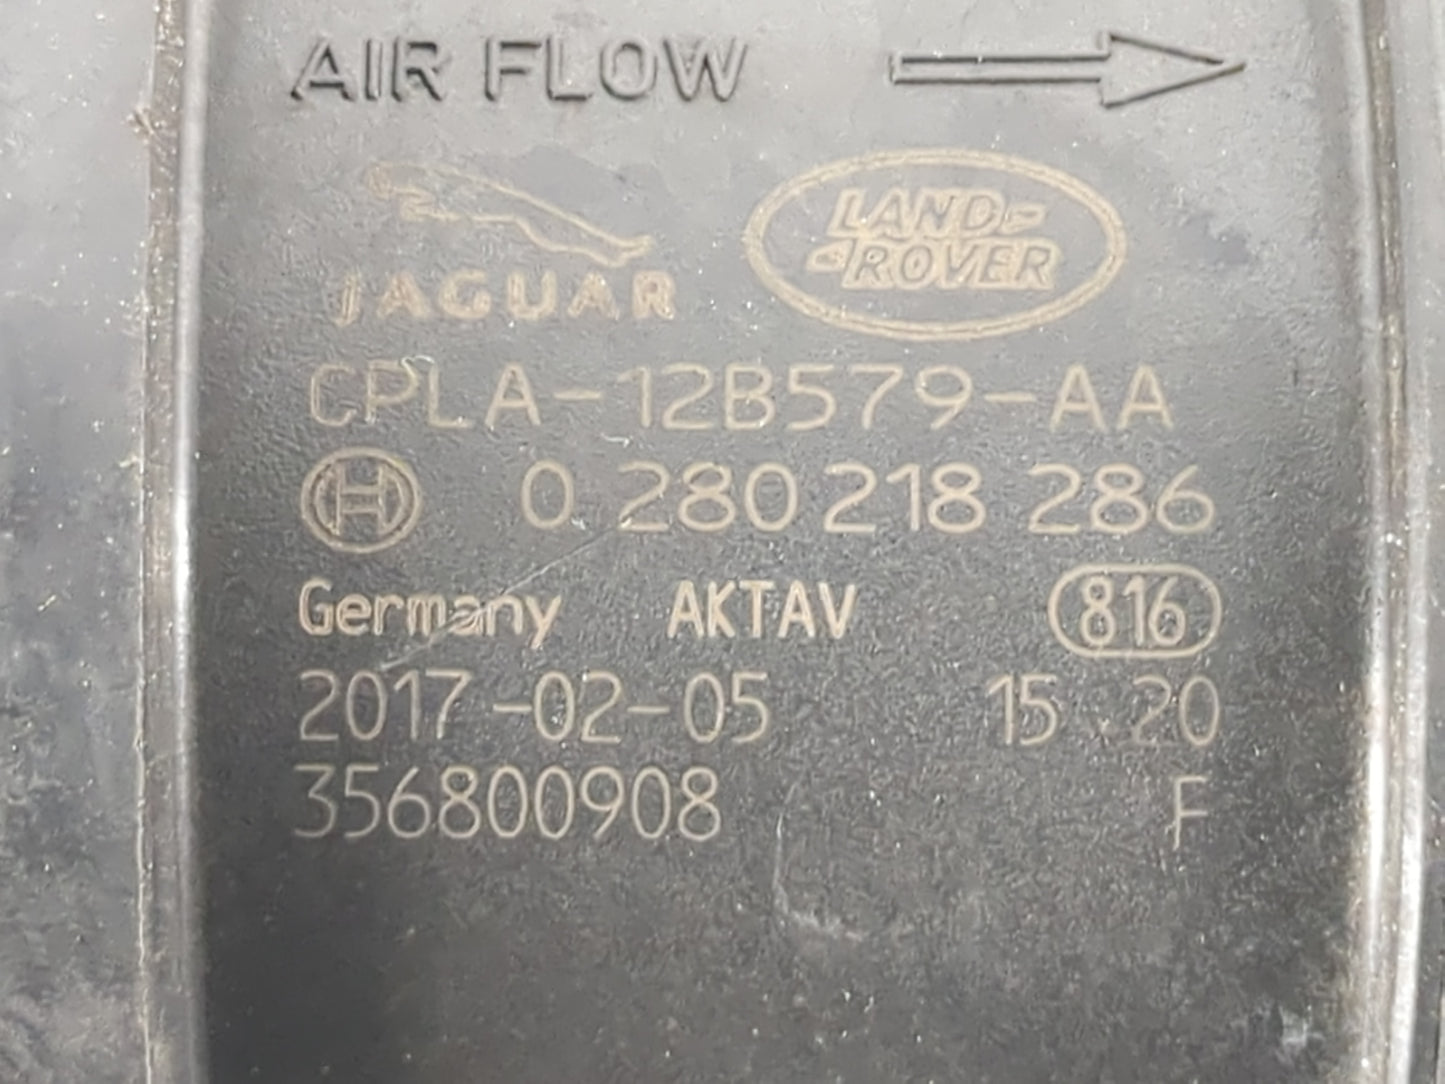 AIR FLOW
JAGUAR
LAND-
-ROVER
CPLA-12B579-AA
H 0 280 218 286
Germany AKTAV 816
2017-02-05 15 20
356800908 F